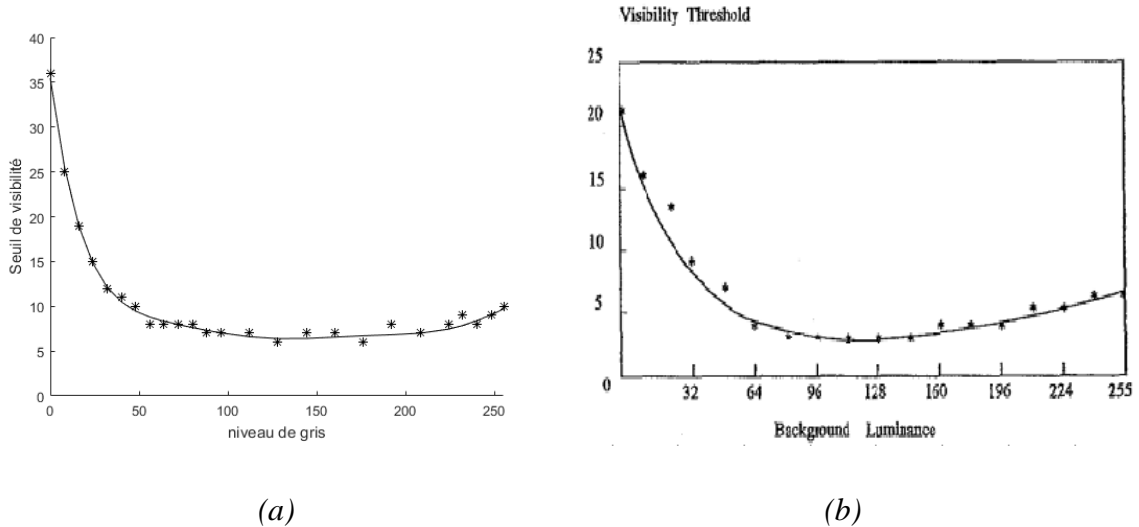 Visibility Threshold
40
35
30
25
20
15
10
5
0
Seuil de visibilité
0 50 100 150 200 250
niveau de gris
25
20
15
10
5
0
32 64 96 128 160 196 224 255
Background Luminance
(a) (b)